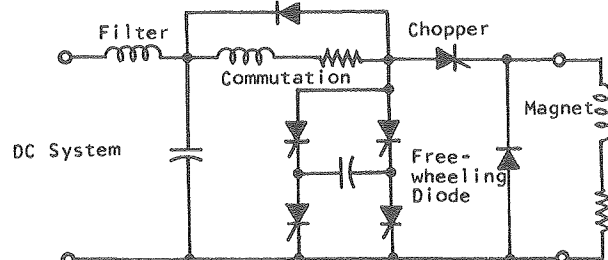 Filter
Chopper
Commutation
Magnet
DC System
Free-
wheeling
Diode